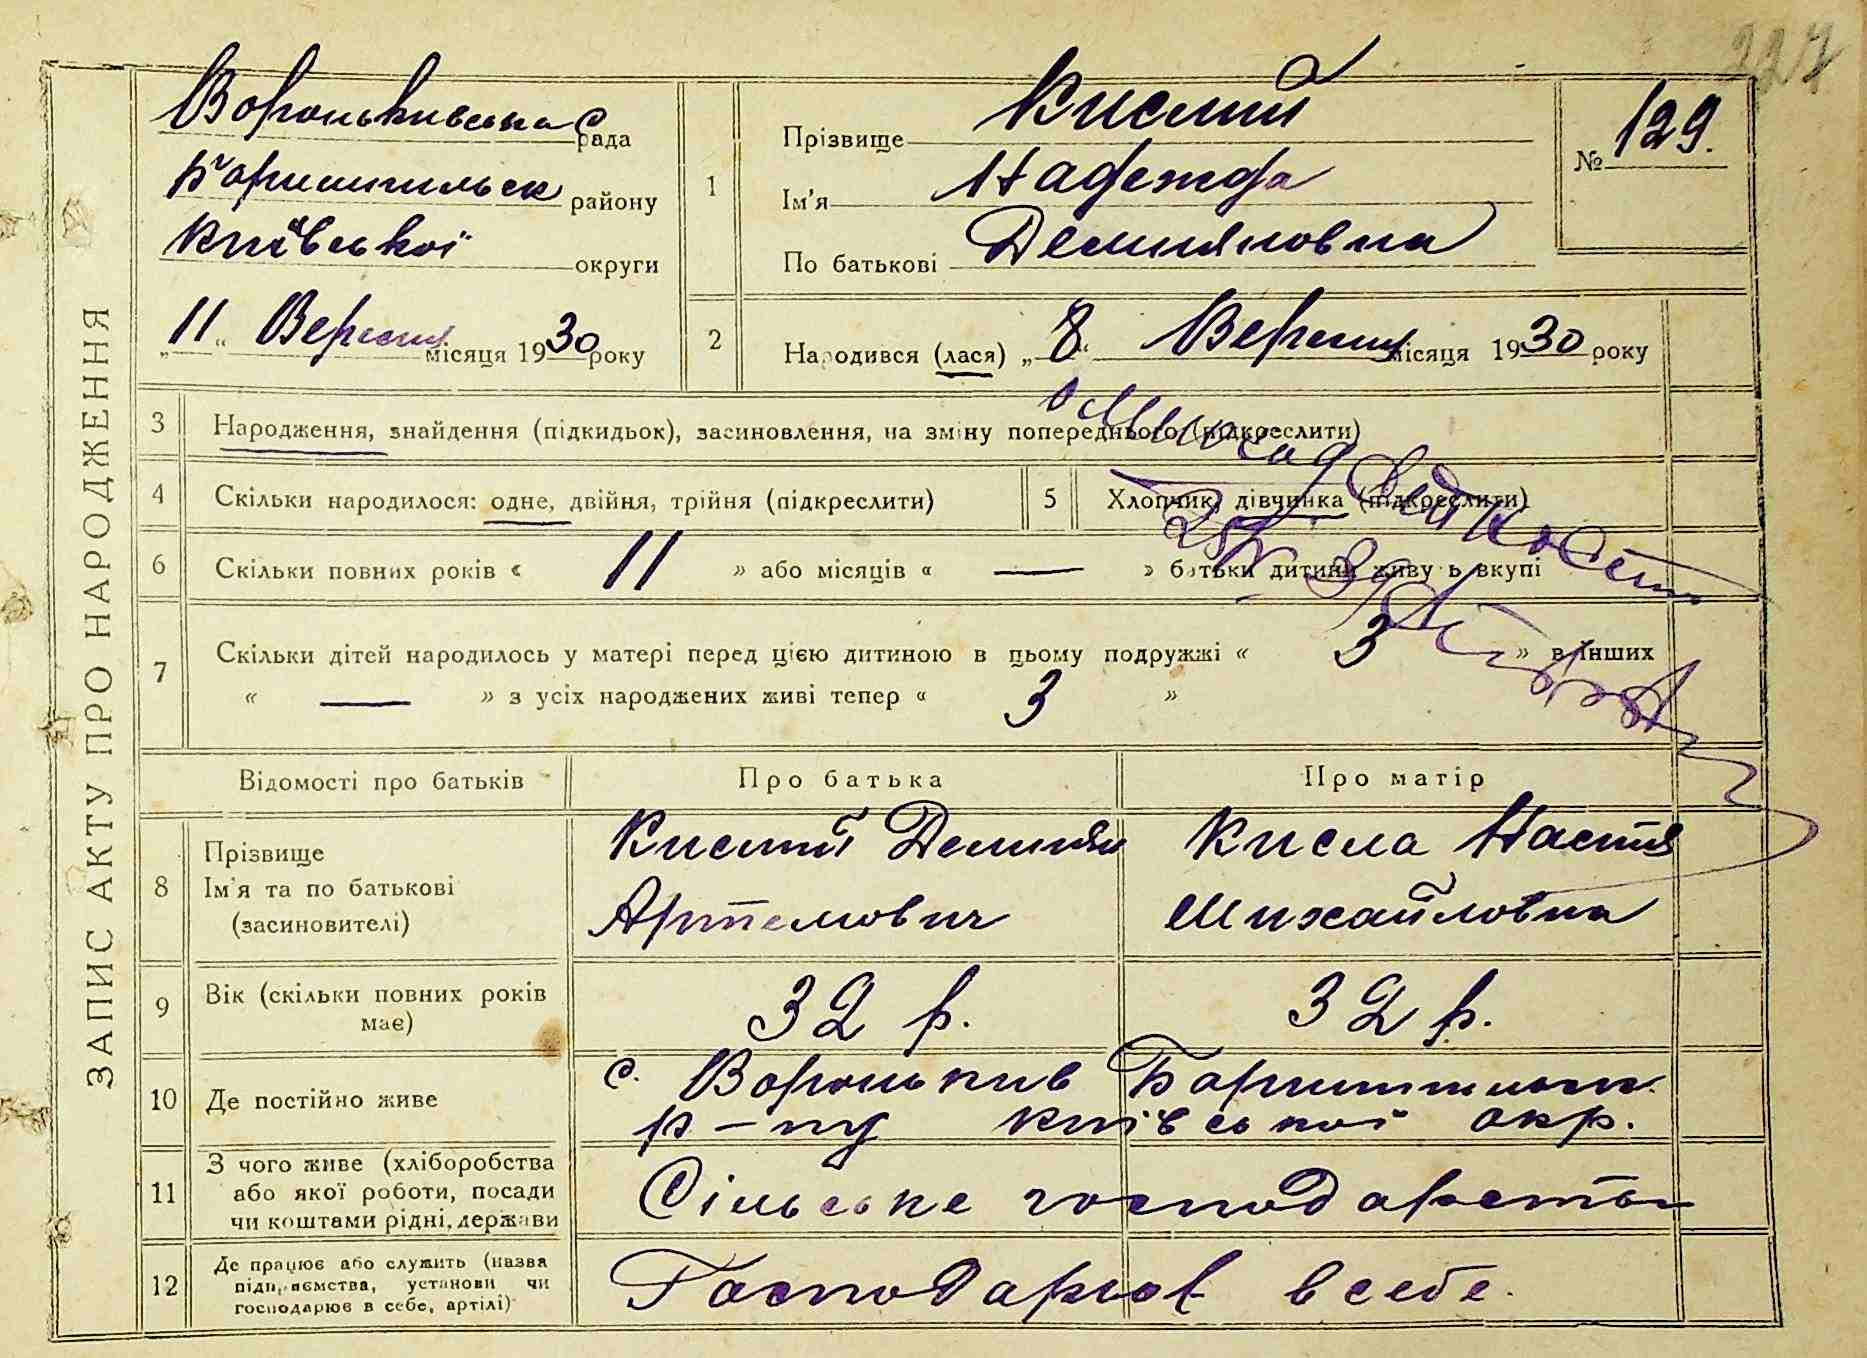 227
ЗАПИС АКТУ ПРО НАРОДЖЕННЯ
Вороньківська с рада
Баришпильск району
київської округи
„11“ Вересня місяця 1930 року
1
Прізвище Кислий
Ім'я Надежда
По батькові Демияновна
№ 129.
2
Народився (лася) „8“ Вересня місяця 1930 року
3 Народження, знайдення (підкидьок), засиновлення, на зміну попереднього (підкреслити)
4 Скільки народилося: одне, двійня, трійня (підкреслити)
5 Хлопчик, дівчинка (підкреслити)
6 Скільки повних років « 11 » або місяців « — » батьки дитини живуть вкупі
7 Скільки дітей народилось у матері перед цією дитиною в цьому подружжі « 3 » в інших
« — » з усіх народжених живі тепер « 3 »
Відомості про батьків Про батька Про матір
8 Прізвище
Ім'я та по батькові
(засиновителі)
Кислий Демиян
Артемович
Кисла Настя
Михайловна
9 Вік (скільки повних років
має)
32 р. 32 р.
10 Де постійно живе
с. Вороньків Баришпильск.
р-ну київської окр.
11 З чого живе (хліборобства
або якої роботи, посади
чи коштами рідні, держави
Сільське господарство
12 Де працює або служить (назва
підприємства, установи чи
господарює в себе, артілі)
Господарює в себе.